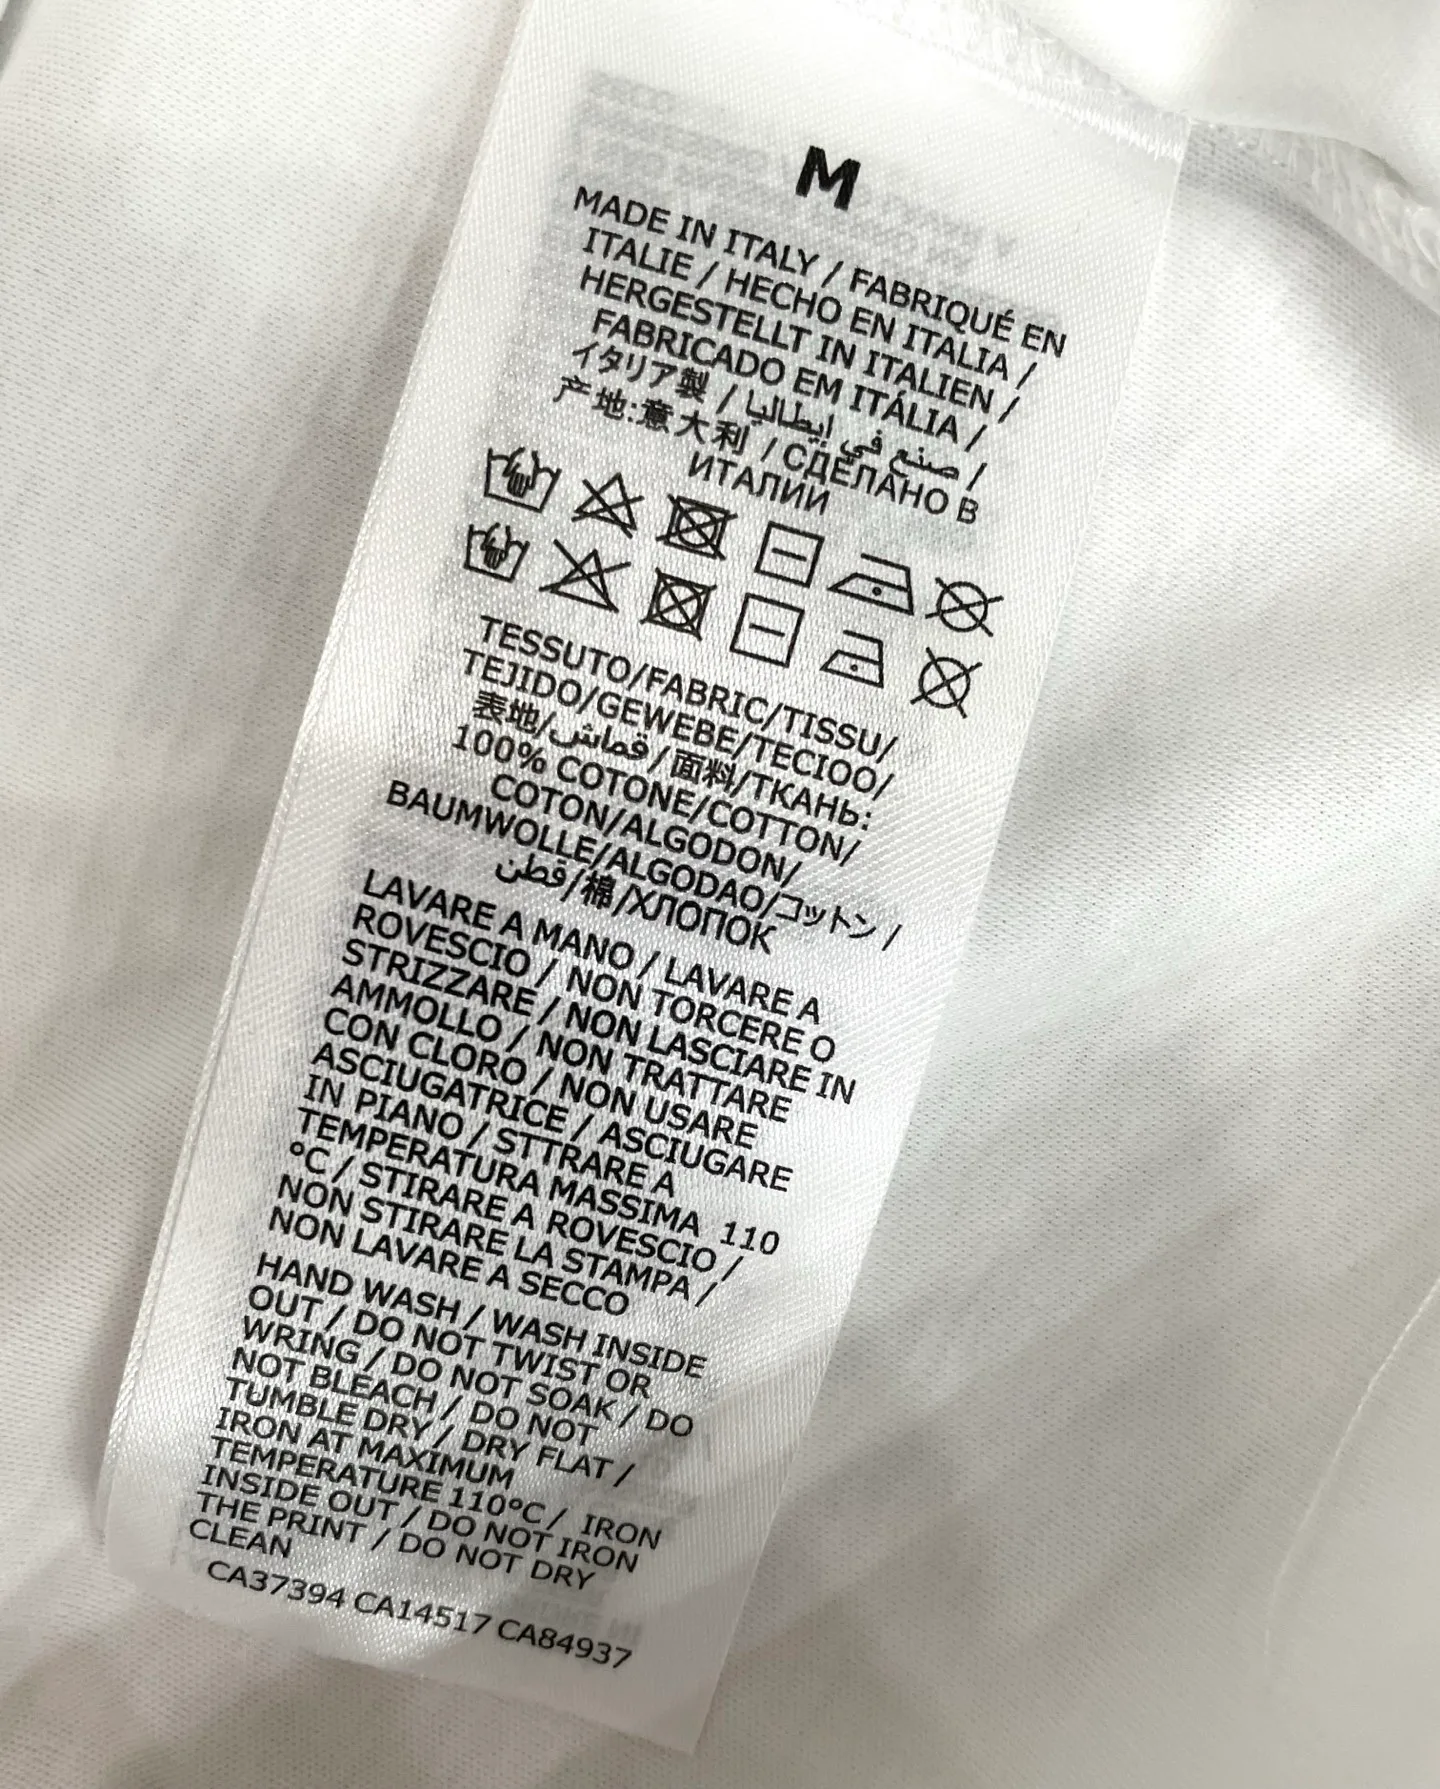 M
MADE IN ITALY / FABRIQUÉ EN
ITALIE / HECHO EN ITALIA /
HERGESTELLT IN ITALIEN /
FABRICADO EM ITÁLIA /
イタリア製 / صنع في إيطاليا /
产地:意大利 / СДЕЛАНО В
ИТАЛИИ
TESSUTO/FABRIC/TISSU/
TEJIDO/GEWEBE/TECIOO/
表地/قماش/面料/ТКАНЬ:
100% COTONE/COTTON/
COTON/ALGODON/
BAUMWOLLE/ALGODAO/コットン /
قطن/棉/ХЛОПОК
LAVARE A MANO / LAVARE A
ROVESCIO / NON TORCERE O
STRIZZARE / NON LASCIARE IN
AMMOLLO / NON TRATTARE
CON CLORO / NON USARE
ASCIUGATRICE / ASCIUGARE
IN PIANO / STTRARE A
TEMPERATURA MASSIMA 110
°C / STIRARE A ROVESCIO /
NON STIRARE LA STAMPA /
NON LAVARE A SECCO
HAND WASH / WASH INSIDE
OUT / DO NOT TWIST OR
WRING / DO NOT SOAK / DO
NOT BLEACH / DO NOT
TUMBLE DRY / DRY FLAT /
IRON AT MAXIMUM
TEMPERATURE 110°C / IRON
INSIDE OUT / DO NOT IRON
THE PRINT / DO NOT DRY
CLEAN
CA37394 CA14517 CA84937